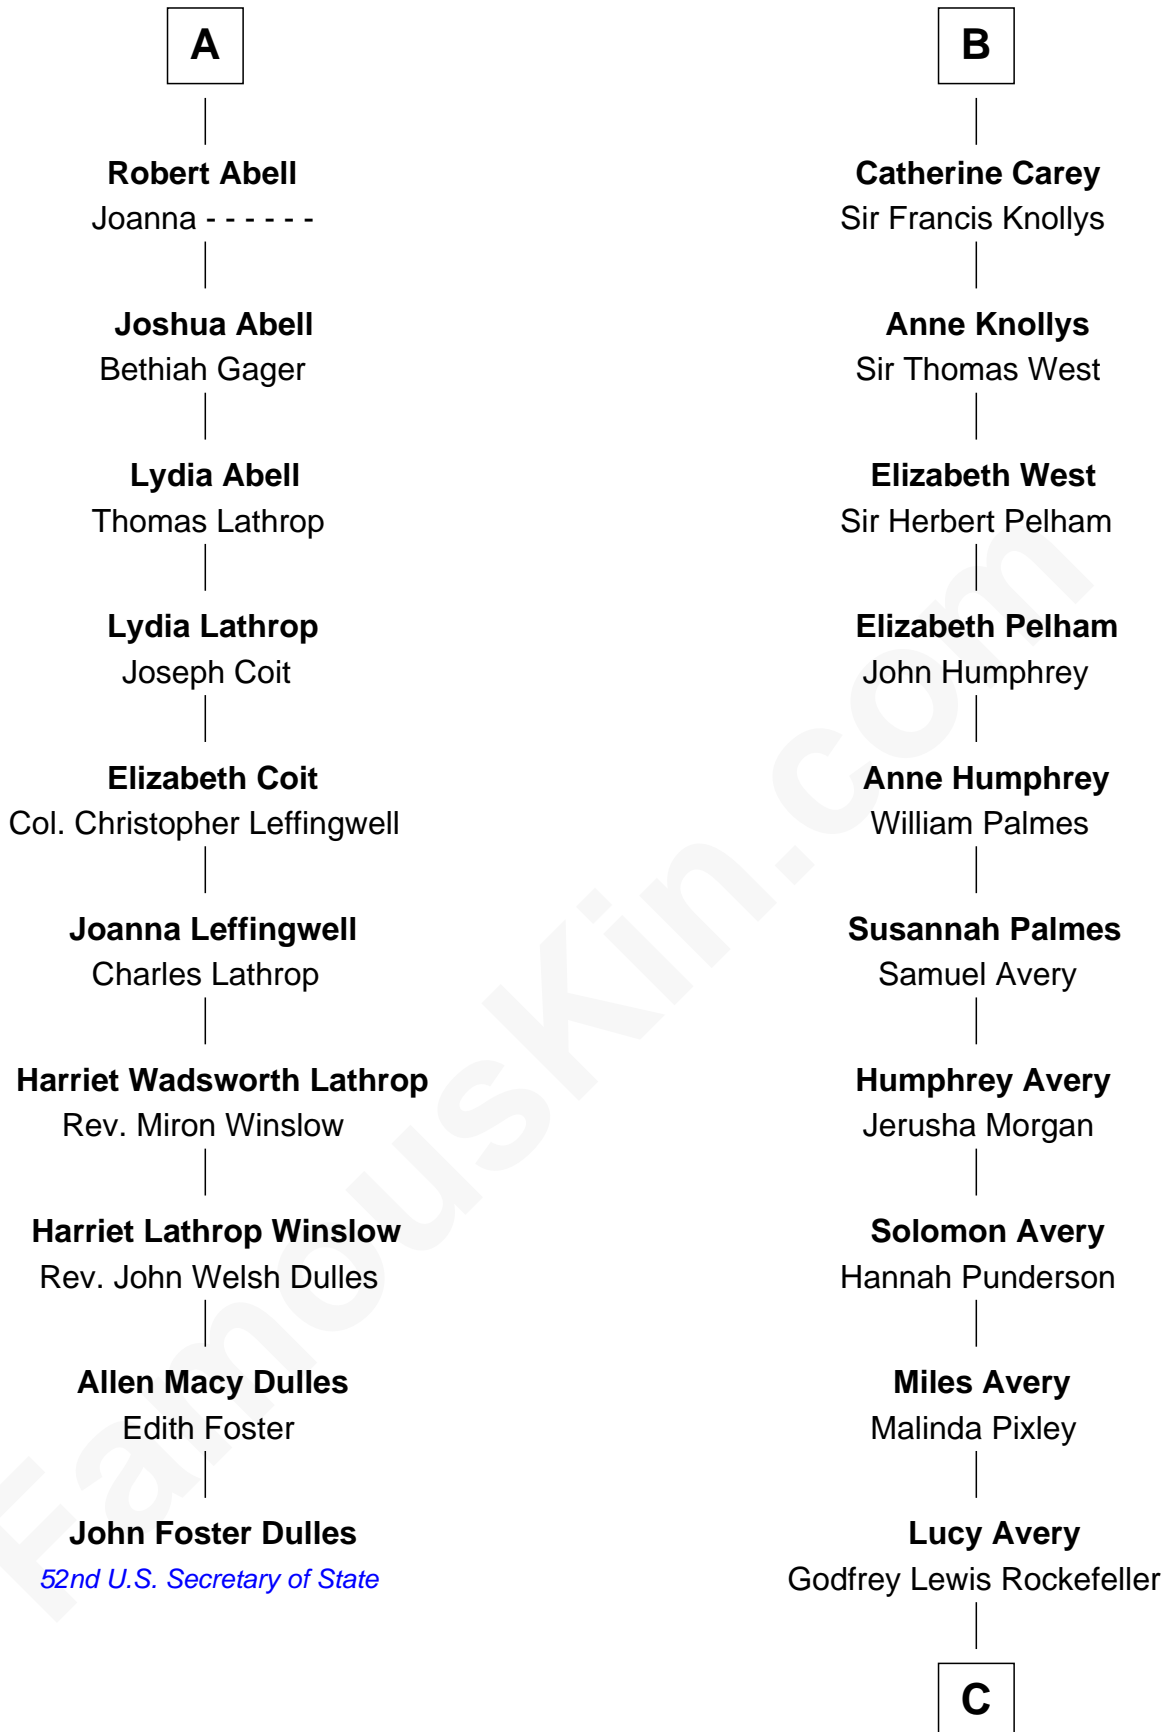 A
Robert Abell
Joanna - - - - - -
Joshua Abell
Bethiah Gager
Lydia Abell
Thomas Lathrop
Lydia Lathrop
Joseph Coit
Elizabeth Coit
Col. Christopher Leffingwell
Joanna Leffingwell
Charles Lathrop
Harriet Wadsworth Lathrop
Rev. Miron Winslow
Harriet Lathrop Winslow
Rev. John Welsh Dulles
Allen Macy Dulles
Edith Foster
John Foster Dulles
52nd U.S. Secretary of State
B
Catherine Carey
Sir Francis Knollys
Anne Knollys
Sir Thomas West
Elizabeth West
Sir Herbert Pelham
Elizabeth Pelham
John Humphrey
Anne Humphrey
William Palmes
Susannah Palmes
Samuel Avery
Humphrey Avery
Jerusha Morgan
Solomon Avery
Hannah Punderson
Miles Avery
Malinda Pixley
Lucy Avery
Godfrey Lewis Rockefeller
C
FamousKin.com